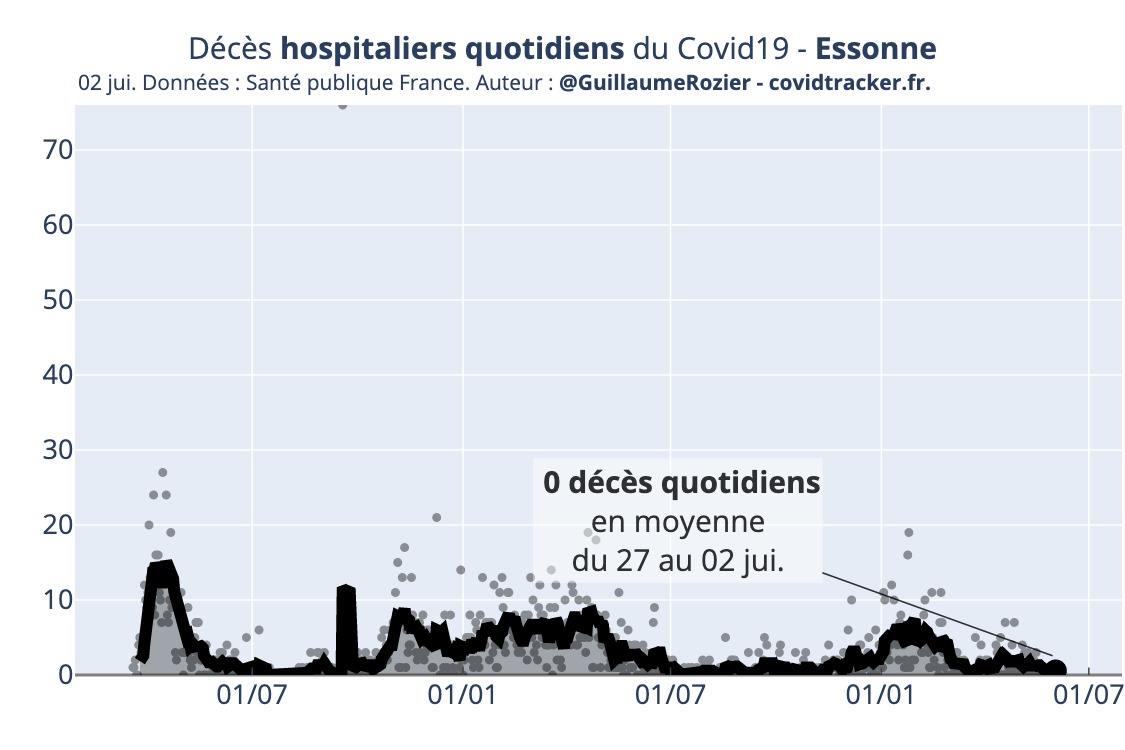 Décès hospitaliers quotidiens du Covid19 - Essonne
02 jui. Données : Santé publique France. Auteur : @GuillaumeRozier - covidtracker.fr.
70
60
50
40
30
20
10
0
0 décès quotidiens
en moyenne
du 27 au 02 jui.
01/07 01/01 01/07 01/01 01/07